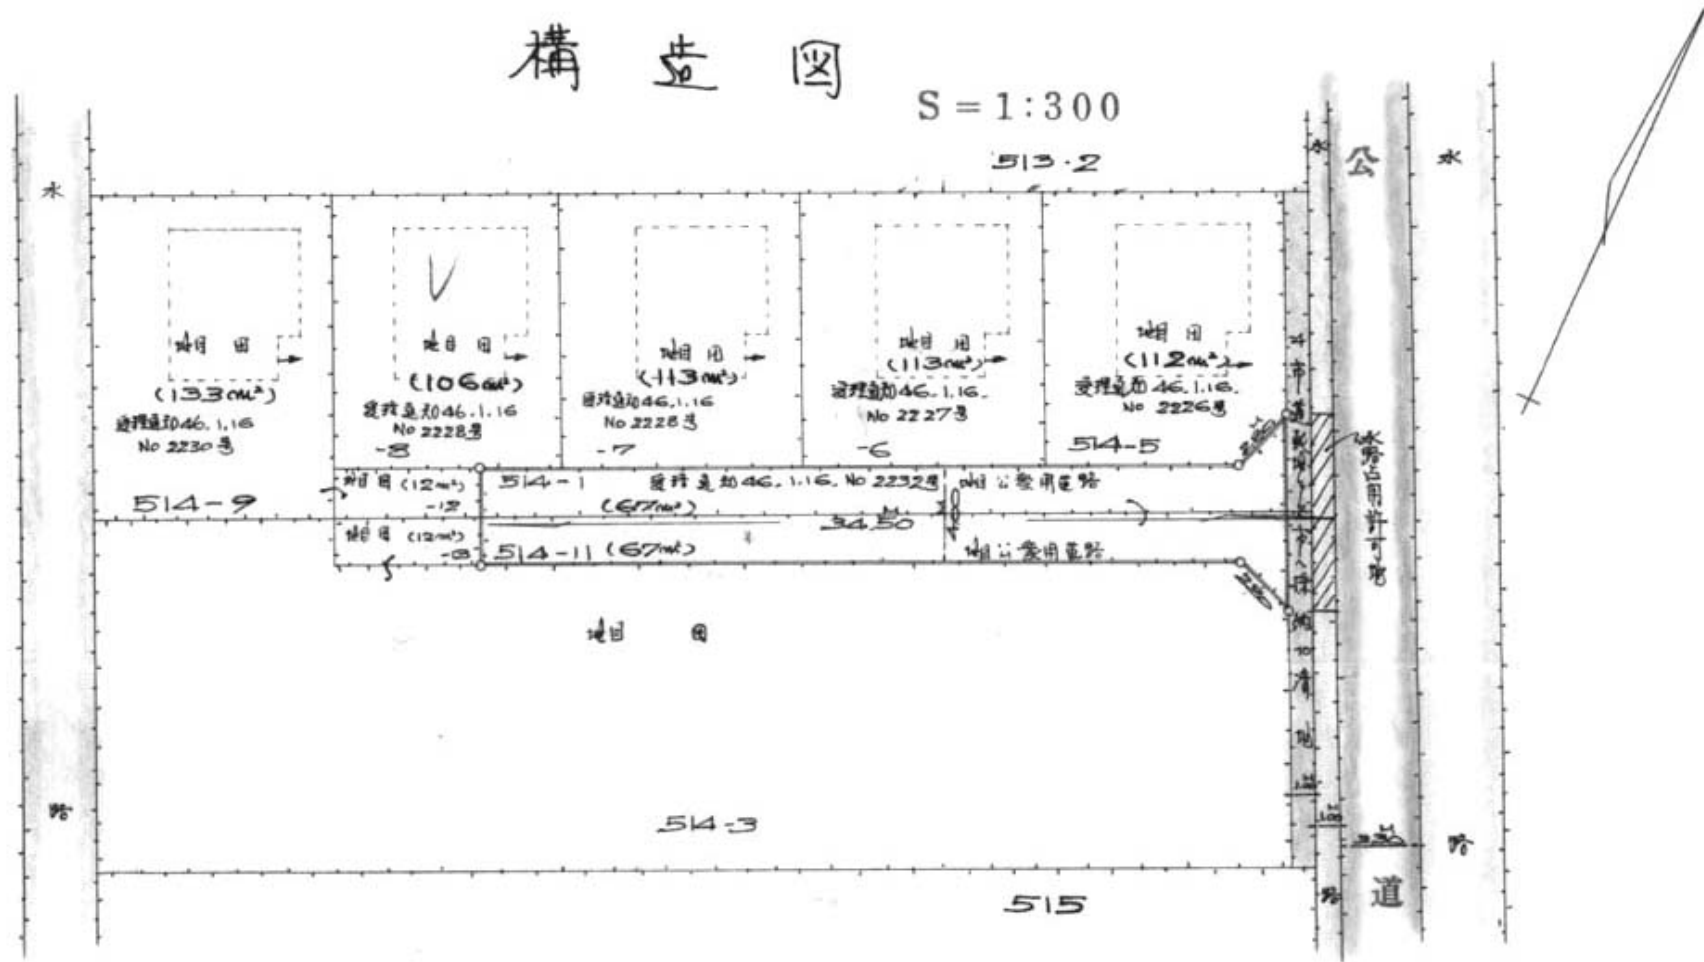 構造図
S = 1:300
513-2
水
水
公
水
地目 田
(133m²)
受理通知46.1.16
No 2230号
514-9
地目 田
(106m²)
受理通知46.1.16
No 2228号
-8
地目 田
(113m²)
受理通知46.1.16
No 2228号
-7
地目 田
(113m²)
受理通知46.1.16.
No 2227号
-6
地目 田
(112m²)
受理通知46.1.16.
No 2226号
514-5
地目田 (12m²)
-12
514-1 受理通知46.1.16. No 2232号
(67m²)
地目公衆用道路
34.50
地目田 (12m²)
514-11 (67m²)
地目公衆用道路
水路占用許可地
地目 田
514-3
515
路
路
路
道